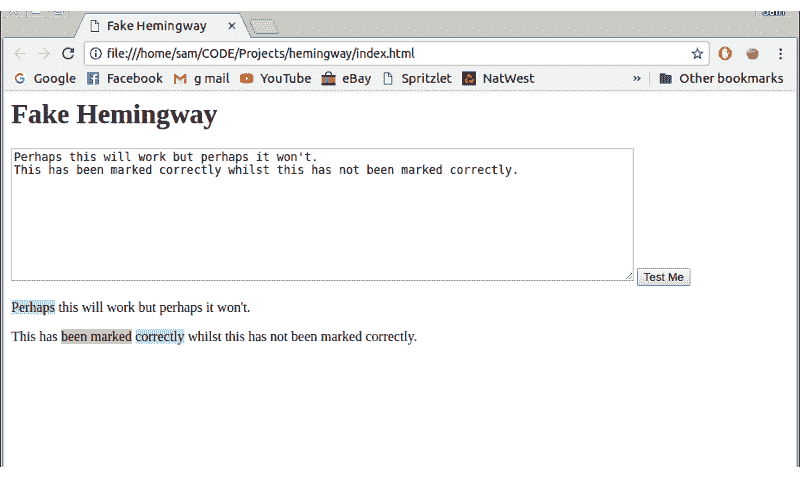 Fake Hemingway
file:///home/sam/CODE/Projects/hemingway/index.html
Google Facebook g mail YouTube eBay Spritzlet NatWest » Other bookmarks
Fake Hemingway
Perhaps this will work but perhaps it won't.
This has been marked correctly whilst this has not been marked correctly.
Test Me
Perhaps this will work but perhaps it won't.
This has been marked correctly whilst this has not been marked correctly.